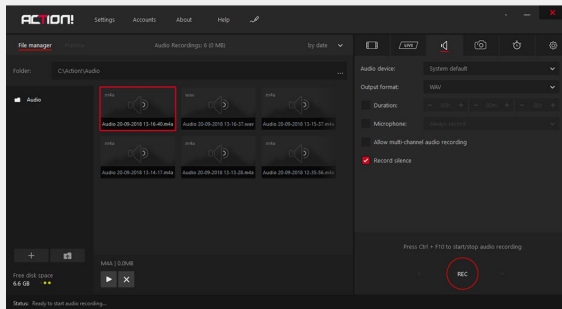 ACTION!
Settings Accounts About Help
File manager Preview Audio Recordings: 6 (0 MB) by date
LIVE
Folder: C:\Action!\Audio ...
Audio
m4a wav m4a
Audio 20-09-2018 13-16-40.m4a Audio 20-09-2018 13-16-37.wav Audio 20-09-2018 13-15-37.m4a
m4a m4a m4a
Audio 20-09-2018 13-14-17.m4a Audio 20-09-2018 13-13-28.m4a Audio 20-09-2018 12-35-56.m4a
M4A | 0.0MB
Free disk space
6.6 GB
Status: Ready to start audio recording...
Audio device: System default
Output format: WAV
Duration:
Microphone:
Allow multi-channel audio recording
Record silence
Press Ctrl + F10 to start/stop audio recording
REC